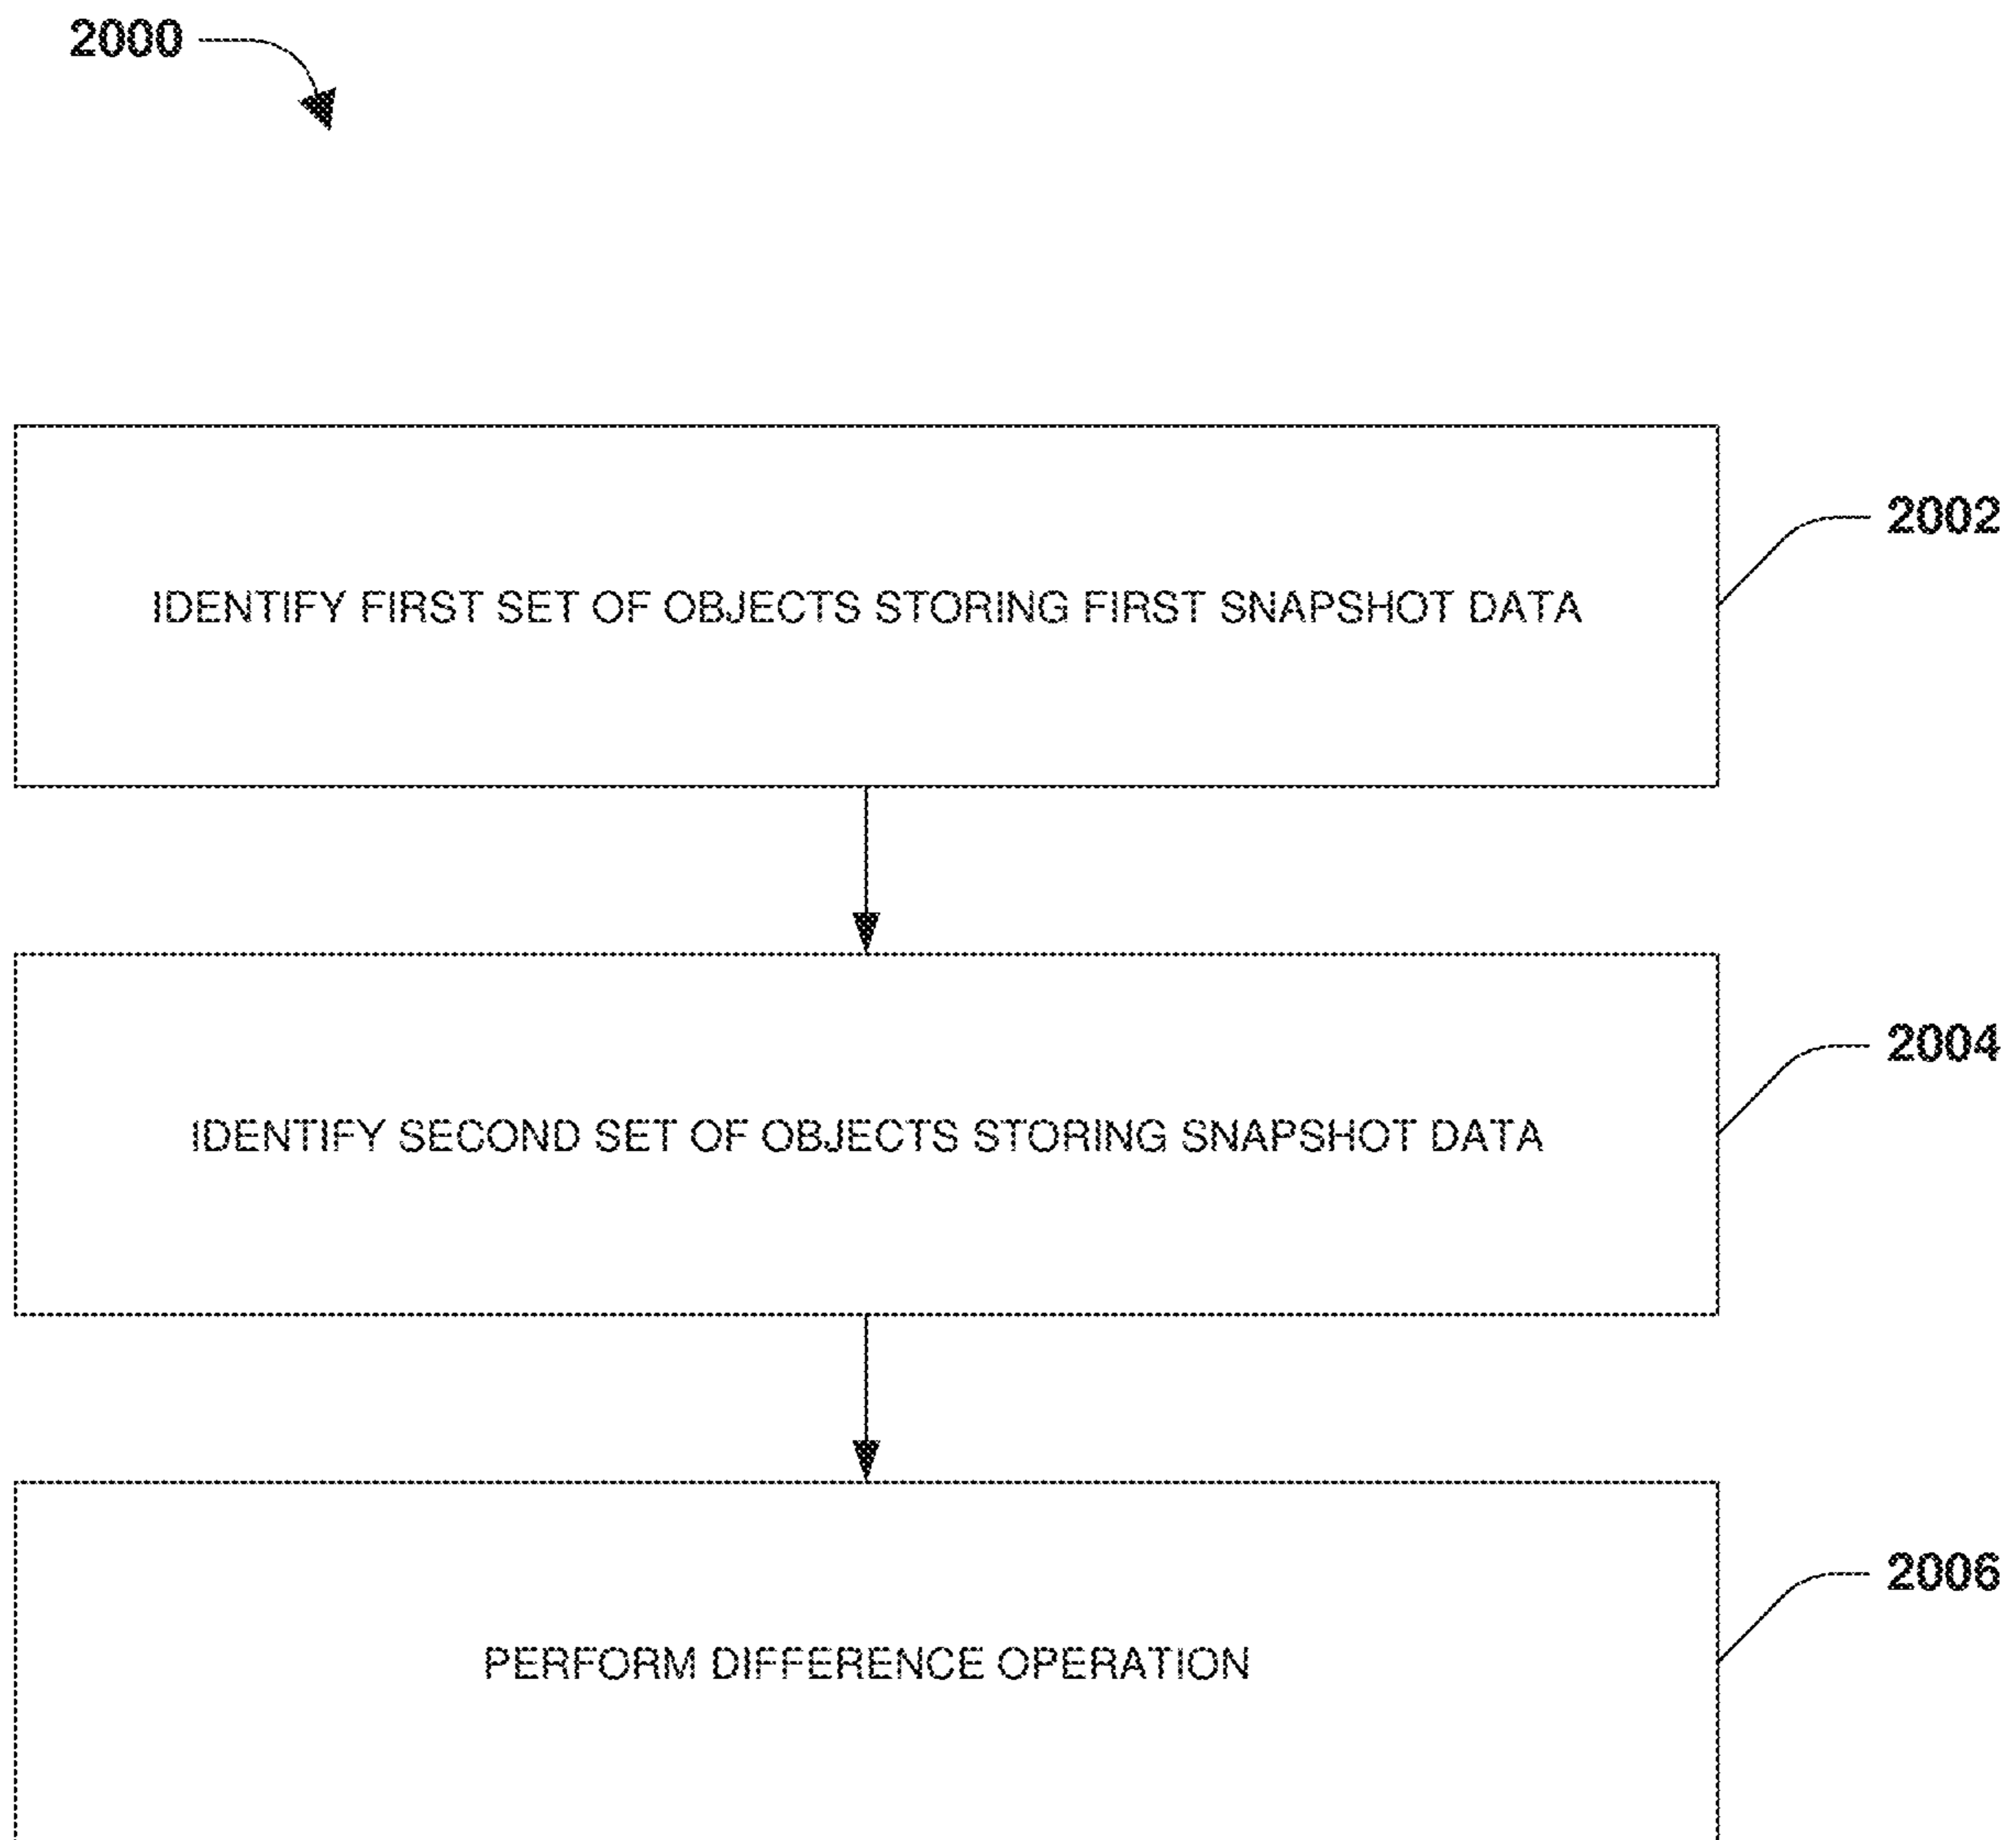 2000
IDENTIFY FIRST SET OF OBJECTS STORING FIRST SNAPSHOT DATA
2002
IDENTIFY SECOND SET OF OBJECTS STORING SNAPSHOT DATA
2004
PERFORM DIFFERENCE OPERATION
2006